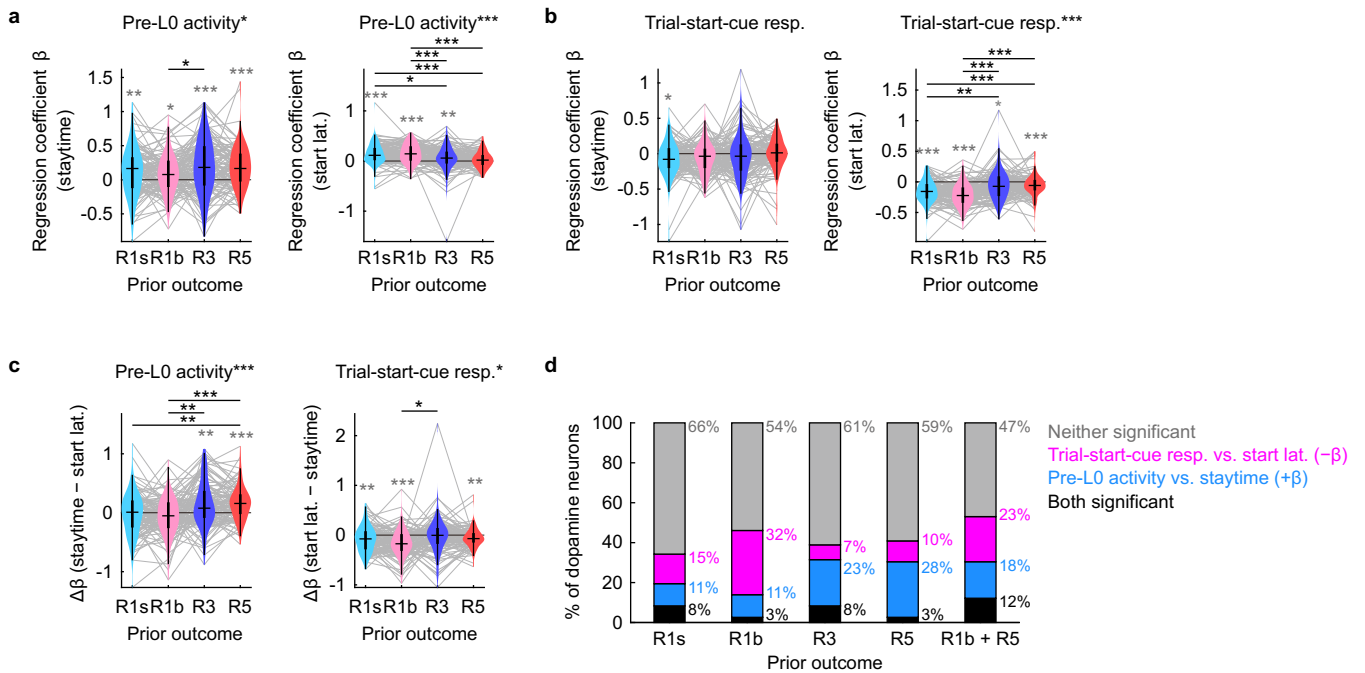 a
Pre-L0 activity*
Regression coefficient β
(staytime)
1.5
1
0.5
0
-0.5
**
*
***
***
*
R1s R1b R3 R5
Prior outcome
Pre-L0 activity***
Regression coefficient β
(start lat.)
1
0
-1
***
***
***
*
***
***
**
R1s R1b R3 R5
Prior outcome
b
Trial-start-cue resp.
Regression coefficient β
(staytime)
1
0.5
0
-0.5
-1
*
R1s R1b R3 R5
Prior outcome
Trial-start-cue resp.***
Regression coefficient β
(start lat.)
1.5
1
0.5
0
-0.5
***
***
***
**
*
***
***
***
R1s R1b R3 R5
Prior outcome
c
Pre-L0 activity***
Δβ (staytime − start lat.)
1
0
-1
***
**
**
**
***
R1s R1b R3 R5
Prior outcome
Trial-start-cue resp.*
Δβ (start lat. − staytime)
2
1
0
-1
*
**
***
**
R1s R1b R3 R5
Prior outcome
d
% of dopamine neurons
100
80
60
40
20
0
66%
15%
11%
8%
54%
32%
11%
3%
61%
7%
23%
8%
59%
10%
28%
3%
47%
23%
18%
12%
R1s R1b R3 R5 R1b + R5
Prior outcome
Neither significant
Trial-start-cue resp. vs. start lat. (−β)
Pre-L0 activity vs. staytime (+β)
Both significant